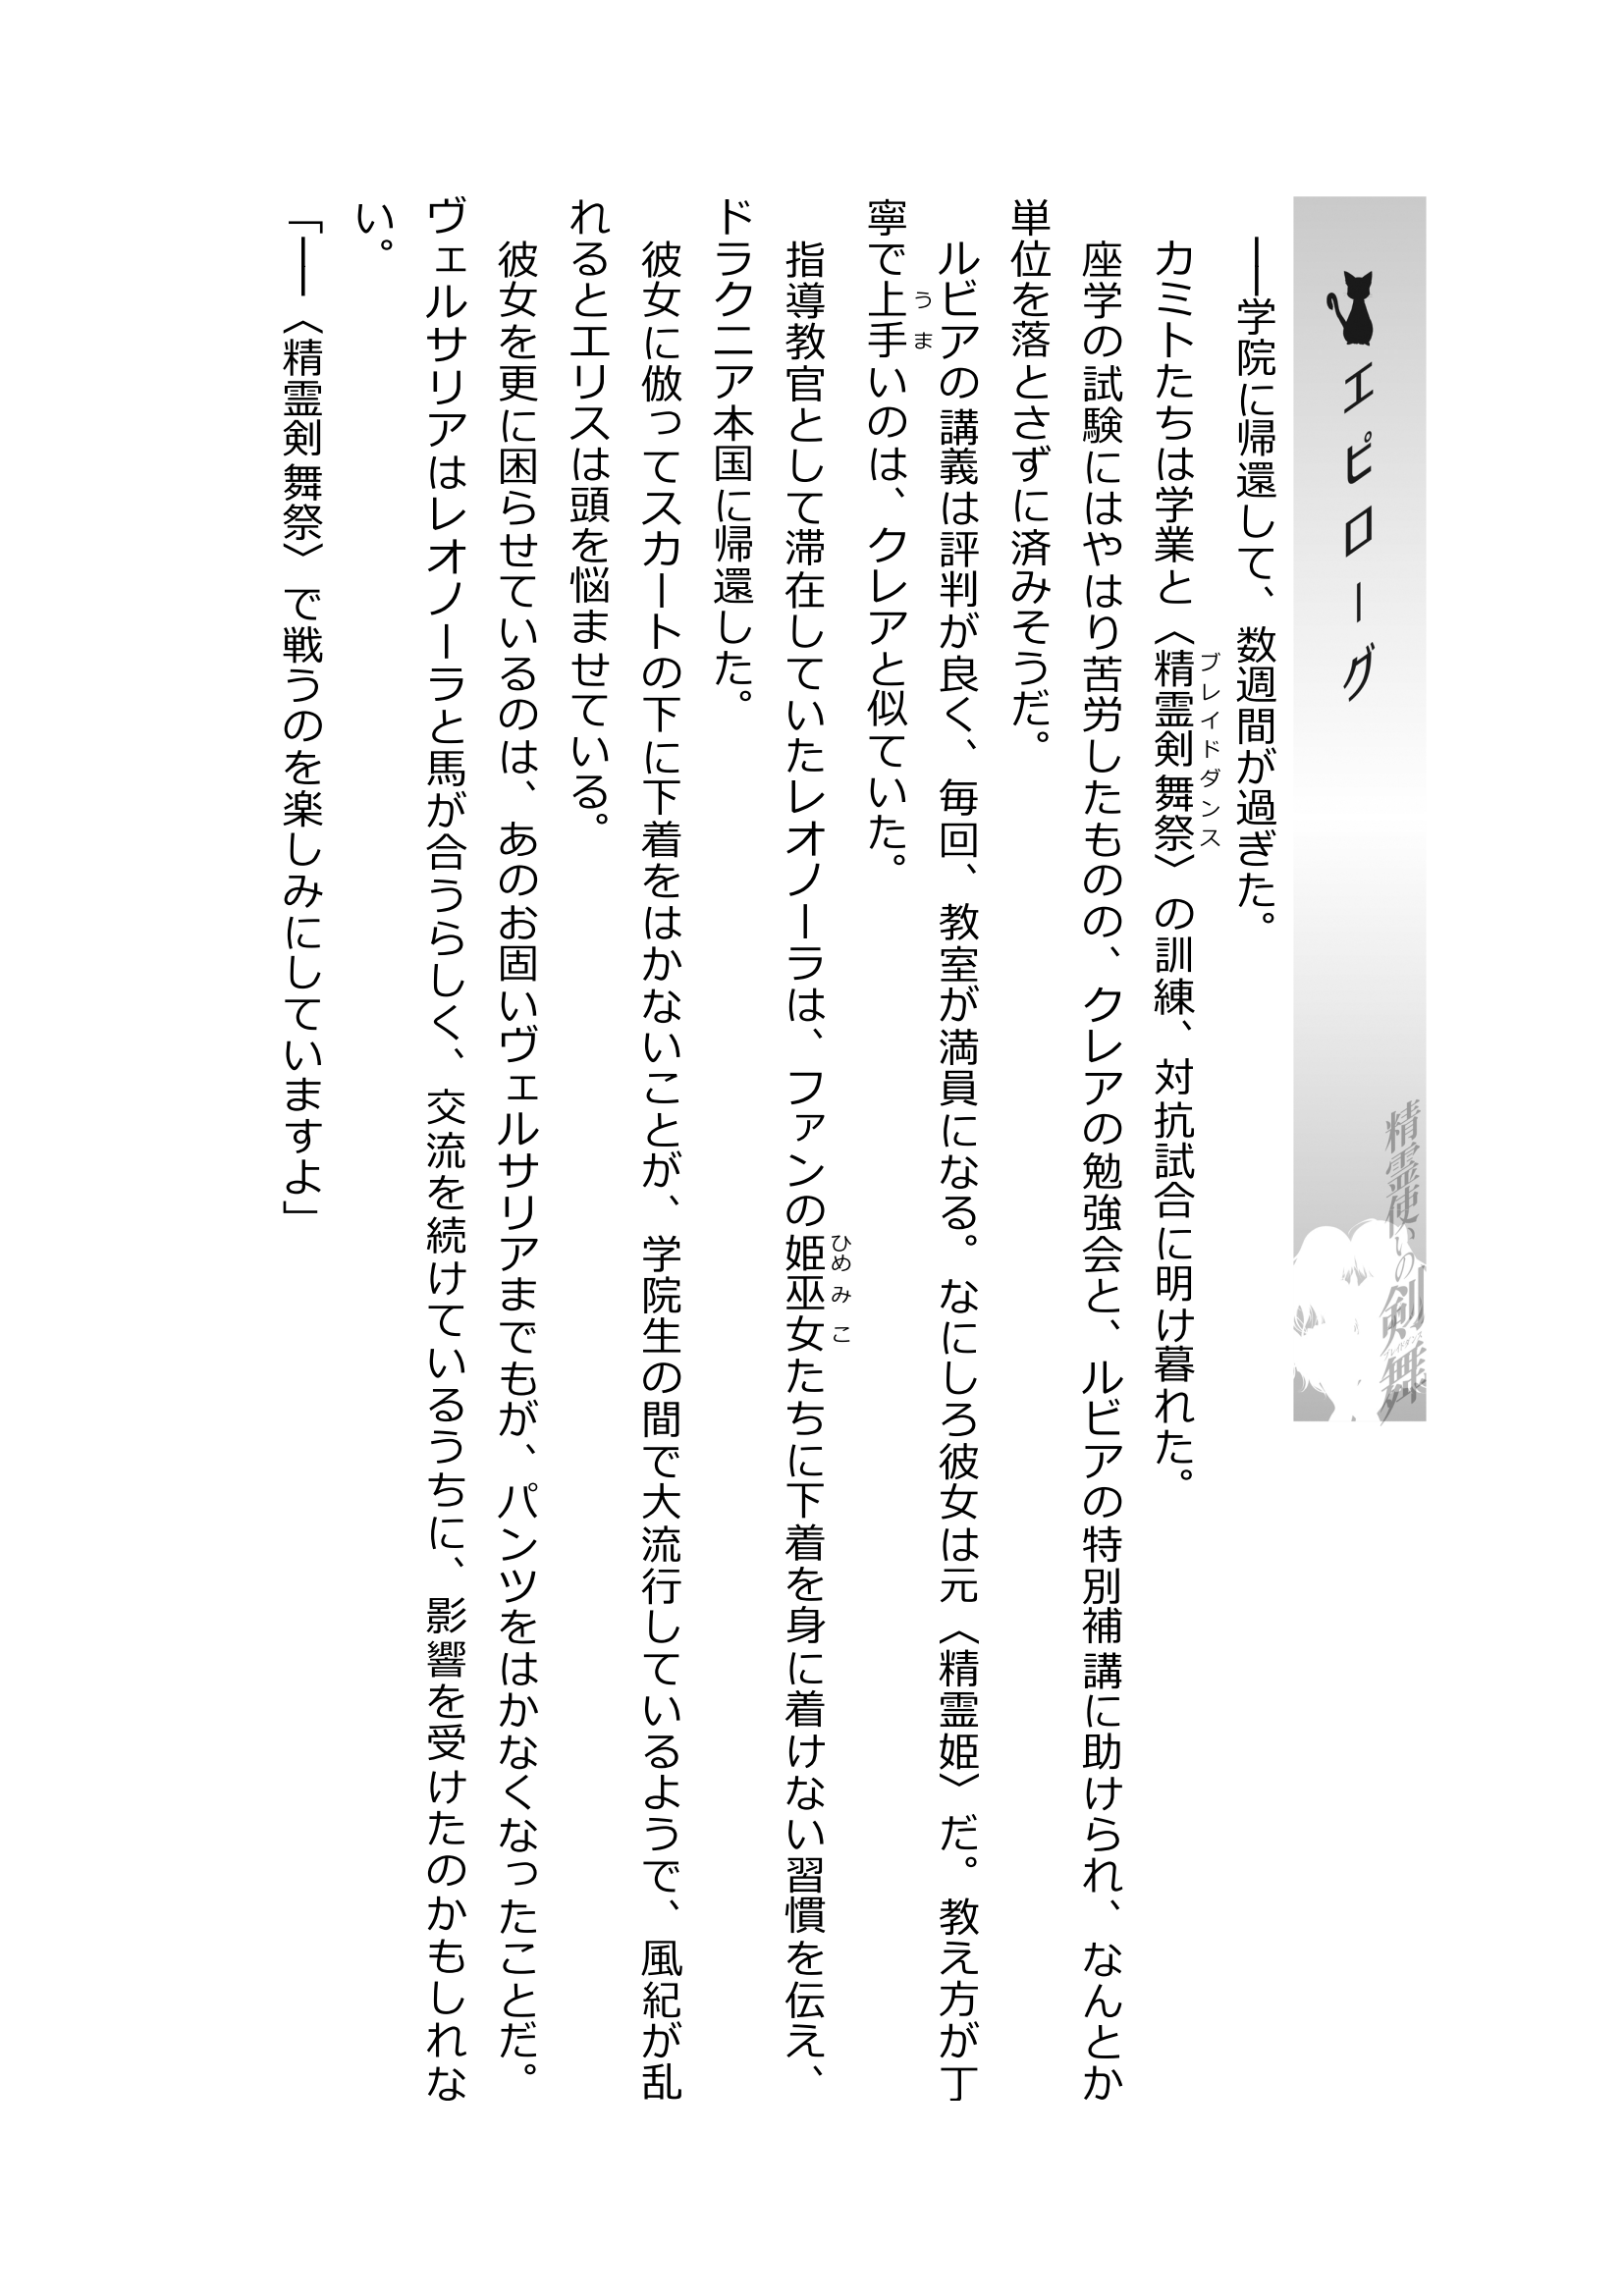 エピローグ
精霊使いの剣舞
ブレイドダンス
――学院に帰還して、数週間が過ぎた。
カミトたちは学業と〈精霊剣舞祭〉の訓練、対抗試合に明け暮れた。
ブレイドダンス
座学の試験にはやはり苦労したものの、クレアの勉強会と、ルビアの特別補講に助けられ、なんとか
単位を落とさずに済みそうだ。
ルビアの講義は評判が良く、毎回、教室が満員になる。なにしろ彼女は元〈精霊姫〉だ。教え方が丁
寧で上手いのは、クレアと似ていた。
うま
指導教官として滞在していたレオノーラは、ファンの姫巫女たちに下着を身に着けない習慣を伝え、
ひめみこ
ドラクニア本国に帰還した。
彼女に倣ってスカートの下に下着をはかないことが、学院生の間で大流行しているようで、風紀が乱
れるとエリスは頭を悩ませている。
彼女を更に困らせているのは、あのお固いヴェルサリアまでもが、パンツをはかなくなったことだ。
ヴェルサリアはレオノーラと馬が合うらしく、交流を続けているうちに、影響を受けたのかもしれな
い。
「――〈精霊剣舞祭〉で戦うのを楽しみにしていますよ」